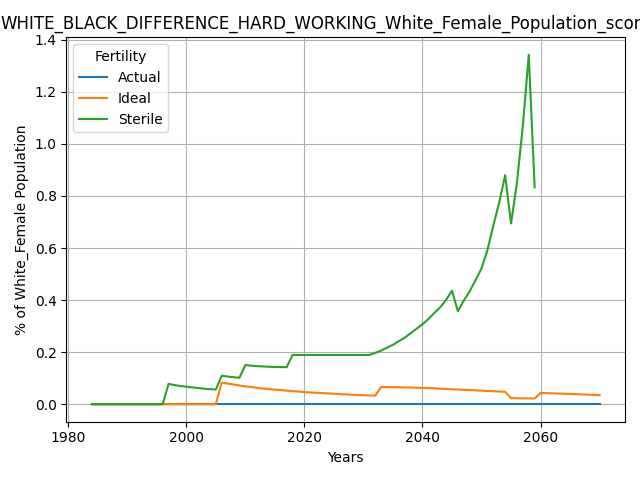 WHITE_BLACK_DIFFERENCE_HARD_WORKING_White_Female_Population_scor
Fertility
Actual
Ideal
Sterile
% of White_Female Population
1.4
1.2
1.0
0.8
0.6
0.4
0.2
0.0
1980
2000
2020
2040
2060
Years